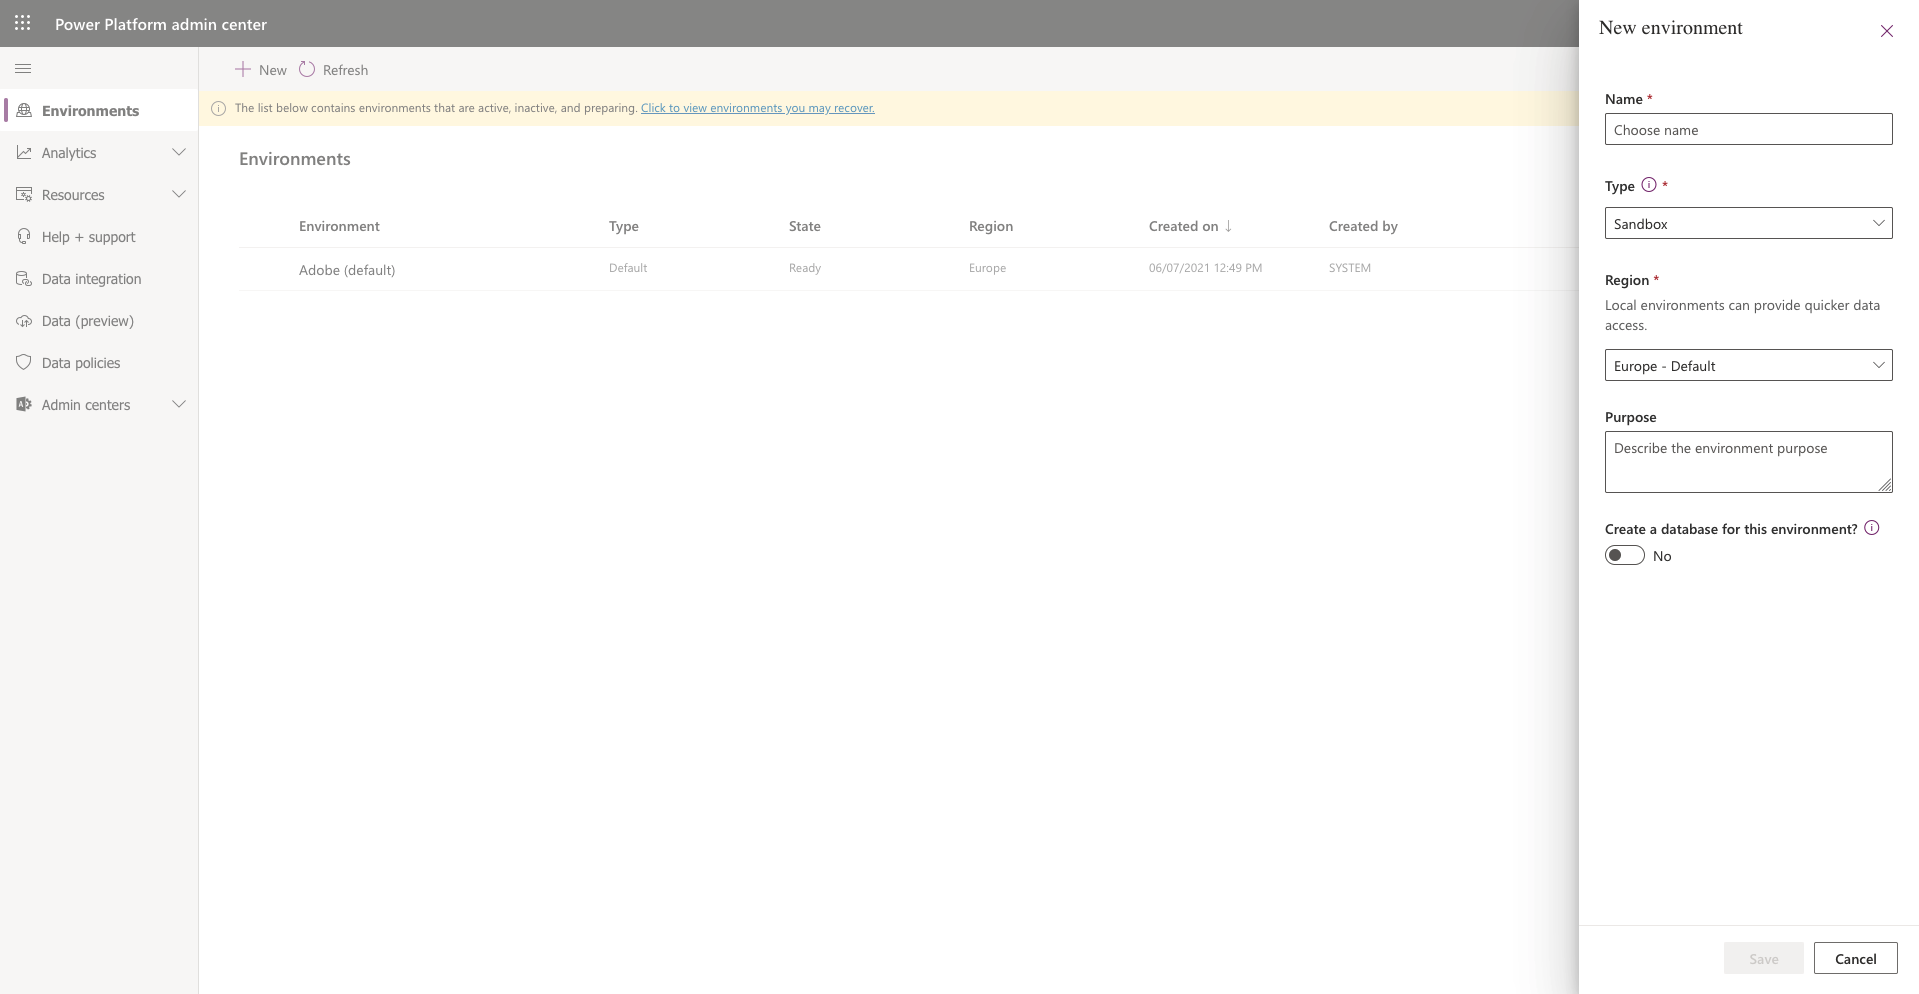 Power Platform admin center
New
Refresh
The list below contains environments that are active, inactive, and preparing. Click to view environments you may recover.
Environments
Analytics
Resources
Help + support
Data integration
Data (preview)
Data policies
Admin centers
Environments
Environment Type State Region Created on ↓ Created by
Adobe (default) Default Ready Europe 06/07/2021 12:49 PM SYSTEM
New environment
Name *
Choose name
Type *
Sandbox
Region *
Local environments can provide quicker data
access.
Europe - Default
Purpose
Describe the environment purpose
Create a database for this environment?
No
Save
Cancel